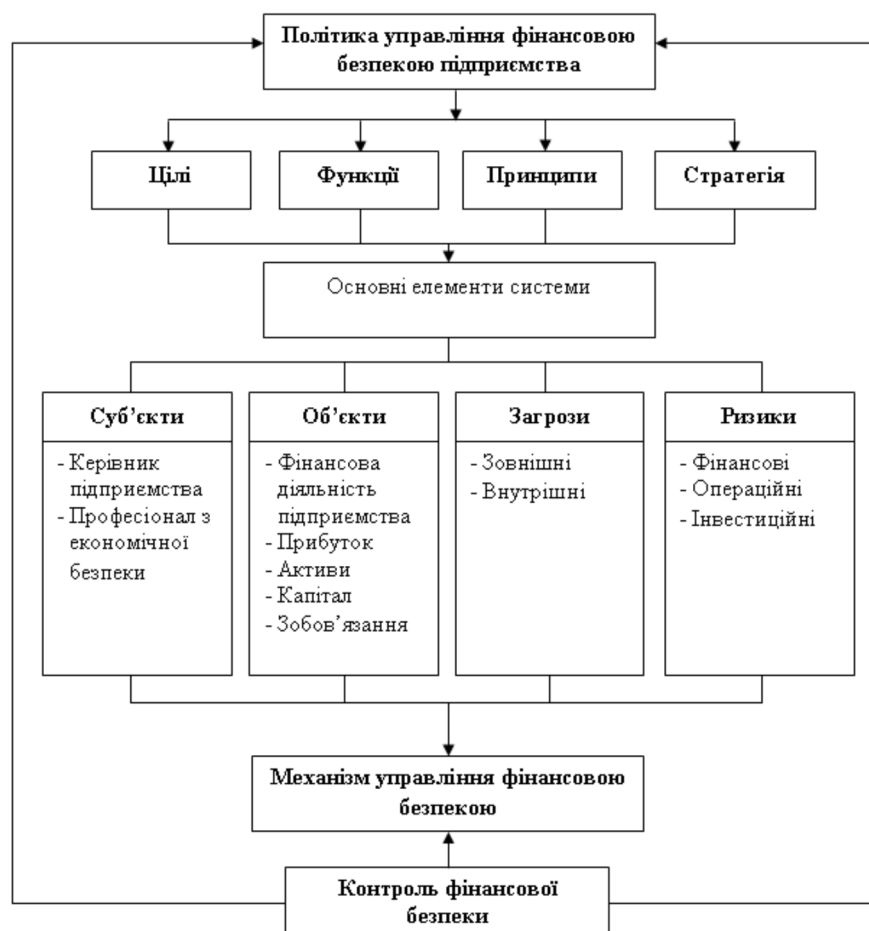 Політика управління фінансовою
безпекою підприємства
Цілі
Функції
Принципи
Стратегія
Основні елементи системи
Суб’єкти
- Керівник
підприємства
- Професіонал з
економічної
безпеки
Об’єкти
- Фінансова
діяльність
підприємства
- Прибуток
- Активи
- Капітал
- Зобов’язання
Загрози
- Зовнішні
- Внутрішні
Ризики
- Фінансові
- Операційні
- Інвестиційні
Механізм управління фінансовою
безпекою
Контроль фінансової
безпеки